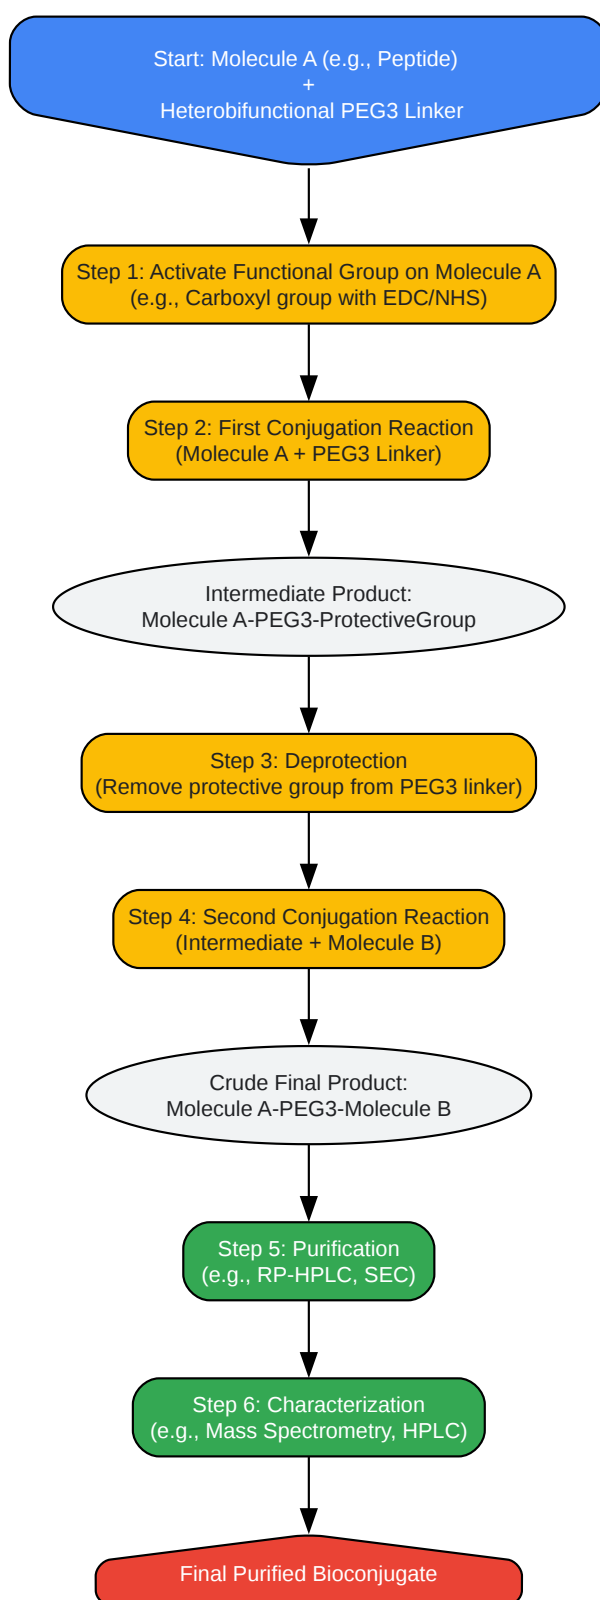 Start: Molecule A (e.g., Peptide)
+
Heterobifunctional PEG3 Linker
Step 1: Activate Functional Group on Molecule A
(e.g., Carboxyl group with EDC/NHS)
Step 2: First Conjugation Reaction
(Molecule A + PEG3 Linker)
Intermediate Product:
Molecule A-PEG3-ProtectiveGroup
Step 3: Deprotection
(Remove protective group from PEG3 linker)
Step 4: Second Conjugation Reaction
(Intermediate + Molecule B)
Crude Final Product:
Molecule A-PEG3-Molecule B
Step 5: Purification
(e.g., RP-HPLC, SEC)
Step 6: Characterization
(e.g., Mass Spectrometry, HPLC)
Final Purified Bioconjugate